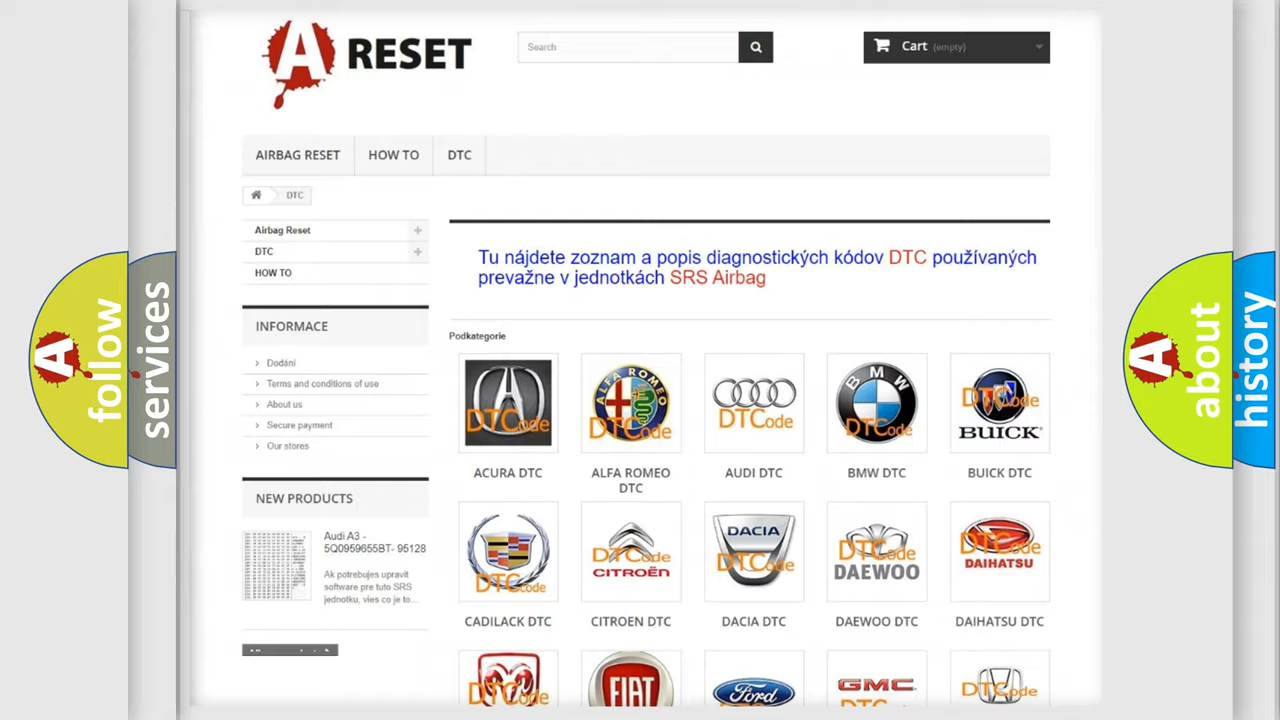 A RESET
Search
Cart (empty)
AIRBAG RESET
HOW TO
DTC
DTC
Airbag Reset
DTC
HOW TO
INFORMACE
Dodání
Terms and conditions of use
About us
Secure payment
Our stores
NEW PRODUCTS
Audi A3 -
5Q0959655BT- 95128
Ak potrebujes upravit
software pre tuto SRS
jednotku, vies co je to...
Tu nájdete zoznam a popis diagnostických kódov DTC používaných
prevažne v jednotkách SRS Airbag
Podkategorie
DTCode
ACURA DTC
ALFA ROMEO
DTCode
ALFA ROMEO
DTC
DTCode
AUDI DTC
BMW
DTCode
BMW DTC
DTCode
BUICK
BUICK DTC
DTCode
CADILACK DTC
DTCode
CITROËN
CITROEN DTC
DACIA
DTCode
DACIA DTC
DTCode
DAEWOO
DAEWOO DTC
DTCode
DAIHATSU
DAIHATSU DTC
DTCode
FIAT
Ford
GMC
DTCode
A follow
services
A about
history